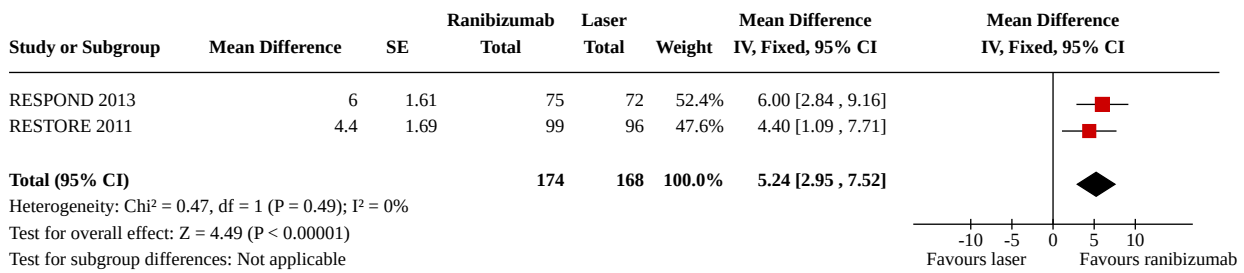 Ranibizumab Laser Mean Difference Mean Difference
Study or Subgroup Mean Difference SE Total Total Weight IV, Fixed, 95% CI IV, Fixed, 95% CI
RESPOND 2013 6 1.61 75 72 52.4% 6.00 [2.84 , 9.16]
RESTORE 2011 4.4 1.69 99 96 47.6% 4.40 [1.09 , 7.71]
Total (95% CI) 174 168 100.0% 5.24 [2.95 , 7.52]
Heterogeneity: Chi² = 0.47, df = 1 (P = 0.49); I² = 0%
Test for overall effect: Z = 4.49 (P < 0.00001)
-10 -5 0 5 10
Test for subgroup differences: Not applicable Favours laser Favours ranibizumab